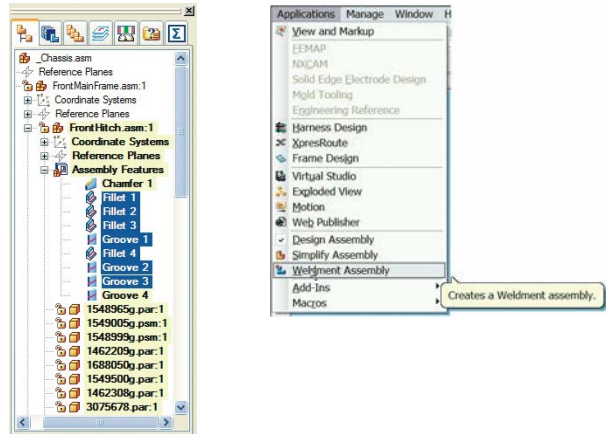 _Chassis.asm
Reference Planes
FrontMainFrame.asm:1
Coordinate Systems
Reference Planes
FrontHitch.asm:1
Coordinate Systems
Reference Planes
Assembly Features
Chamfer 1
Fillet 1
Fillet 2
Fillet 3
Groove 1
Fillet 4
Groove 2
Groove 3
Groove 4
1548965g.par:1
1549005g.psm:1
1548999g.psm:1
1462209g.par:1
1688050g.par:1
1549500g.par:1
1462308g.par:1
3075678.par:1
Applications Manage Window H
View and Markup
FEMAP
NXCAM
Solid Edge Electrode Design
Mold Tooling
Engineering Reference
Harness Design
XpresRoute
Frame Design
Virtual Studio
Exploded View
Motion
Web Publisher
Design Assembly
Simplify Assembly
Weldment Assembly
Creates a Weldment assembly.
Add-Ins
Macros